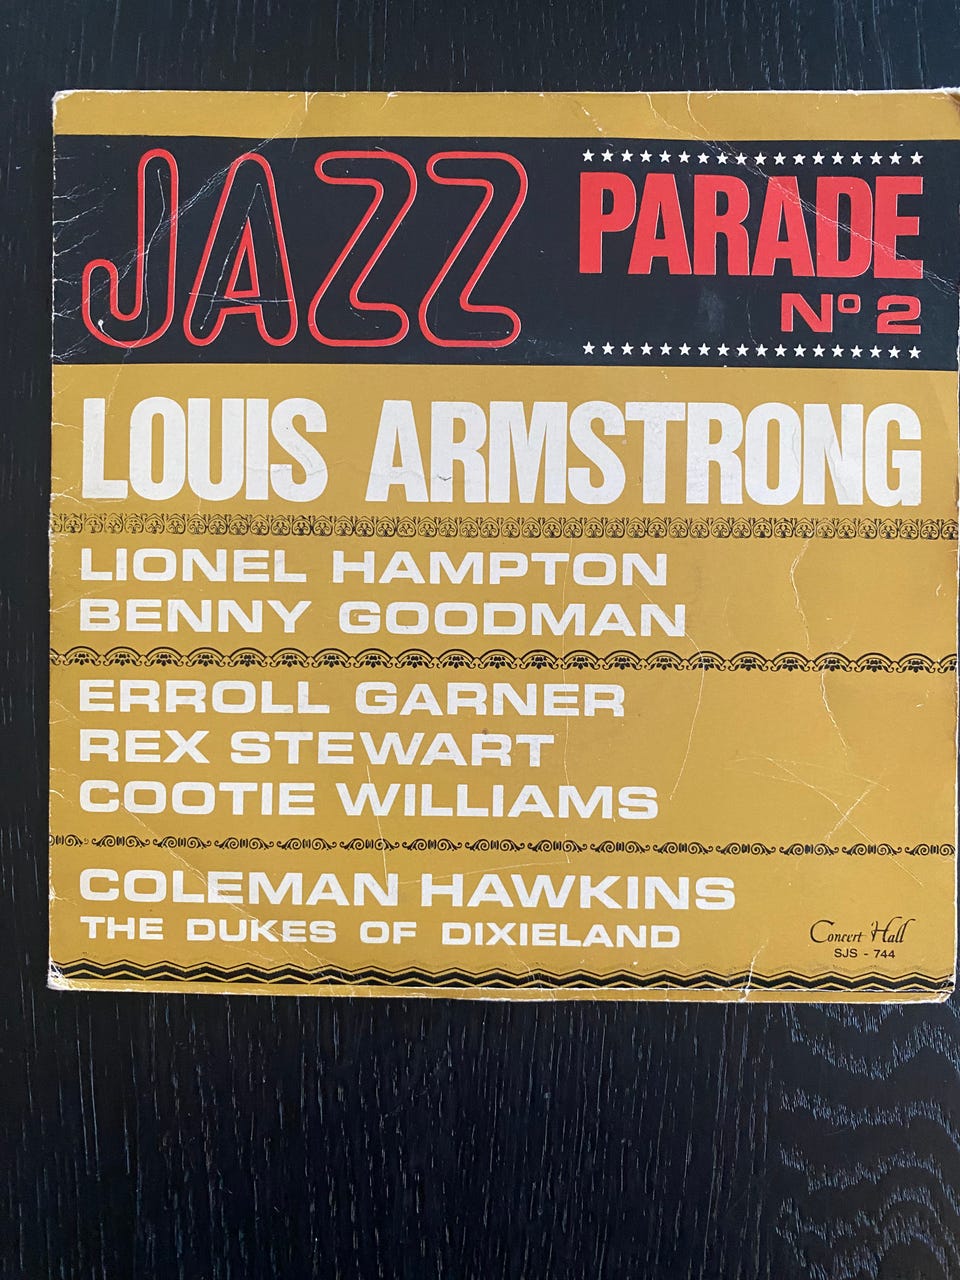 JAZZ PARADE
Nº 2
LOUIS ARMSTRONG
LIONEL HAMPTON
BENNY GOODMAN
ERROLL GARNER
REX STEWART
COOTIE WILLIAMS
COLEMAN HAWKINS
THE DUKES OF DIXIELAND
Concert Hall
SJS - 744